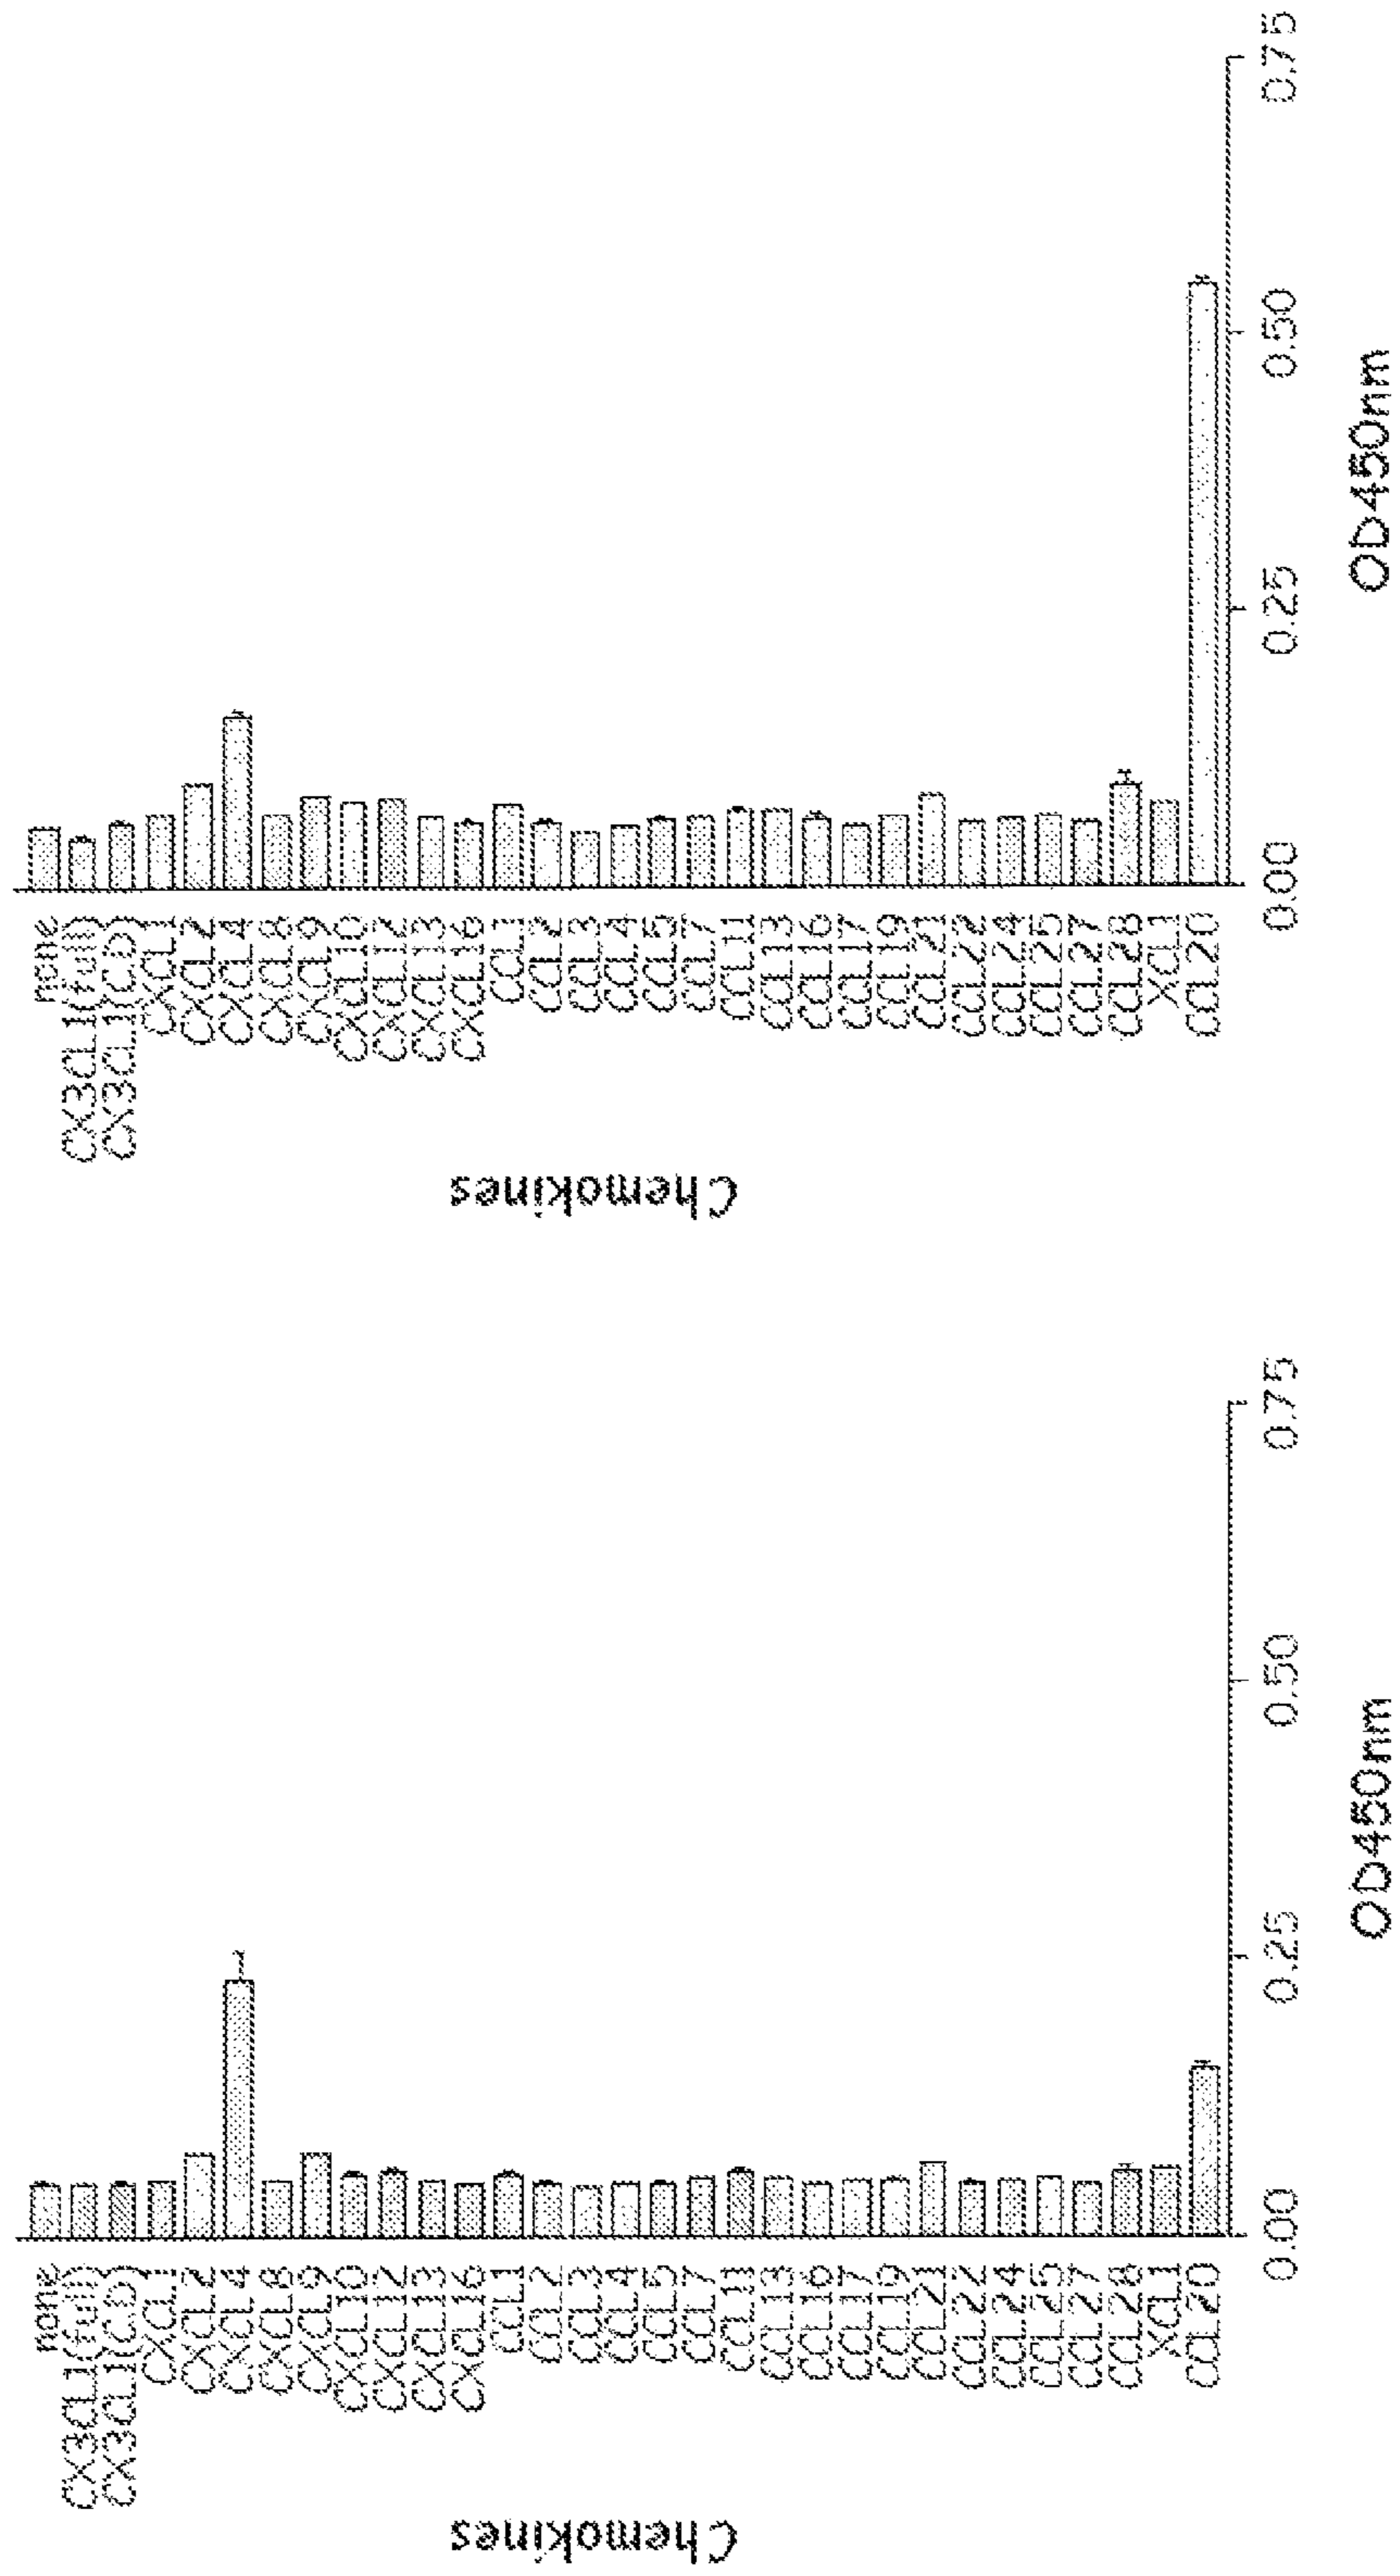 Chemokines
none
CX3CL1(full)
CX3CL1(CD)
CXCL1
CXCL2
CXCL4
CXCL8
CXCL9
CXCL10
CXCL12
CXCL13
CXCL16
CCL1
CCL2
CCL3
CCL4
CCL5
CCL7
CCL11
CCL13
CCL16
CCL17
CCL19
CCL21
CCL22
CCL24
CCL25
CCL27
CCL28
XCL1
CCL20
0.00 0.25 0.50 0.75
OD450nm
Chemokines
none
CX3CL1(full)
CX3CL1(CD)
CXCL1
CXCL2
CXCL4
CXCL8
CXCL9
CXCL10
CXCL12
CXCL13
CXCL16
CCL1
CCL2
CCL3
CCL4
CCL5
CCL7
CCL11
CCL13
CCL16
CCL17
CCL19
CCL21
CCL22
CCL24
CCL25
CCL27
CCL28
XCL1
CCL20
0.00 0.25 0.50 0.75
OD450nm